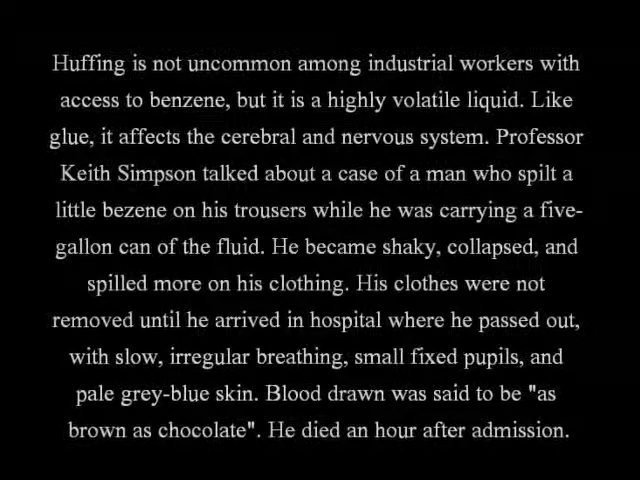 Huffing is not uncommon among industrial workers with
access to benzene, but it is a highly volatile liquid. Like
glue, it affects the cerebral and nervous system. Professor
Keith Simpson talked about a case of a man who spilt a
little bezene on his trousers while he was carrying a five-
gallon can of the fluid. He became shaky, collapsed, and
spilled more on his clothing. His clothes were not
removed until he arrived in hospital where he passed out,
with slow, irregular breathing, small fixed pupils, and
pale grey-blue skin. Blood drawn was said to be "as
brown as chocolate". He died an hour after admission.